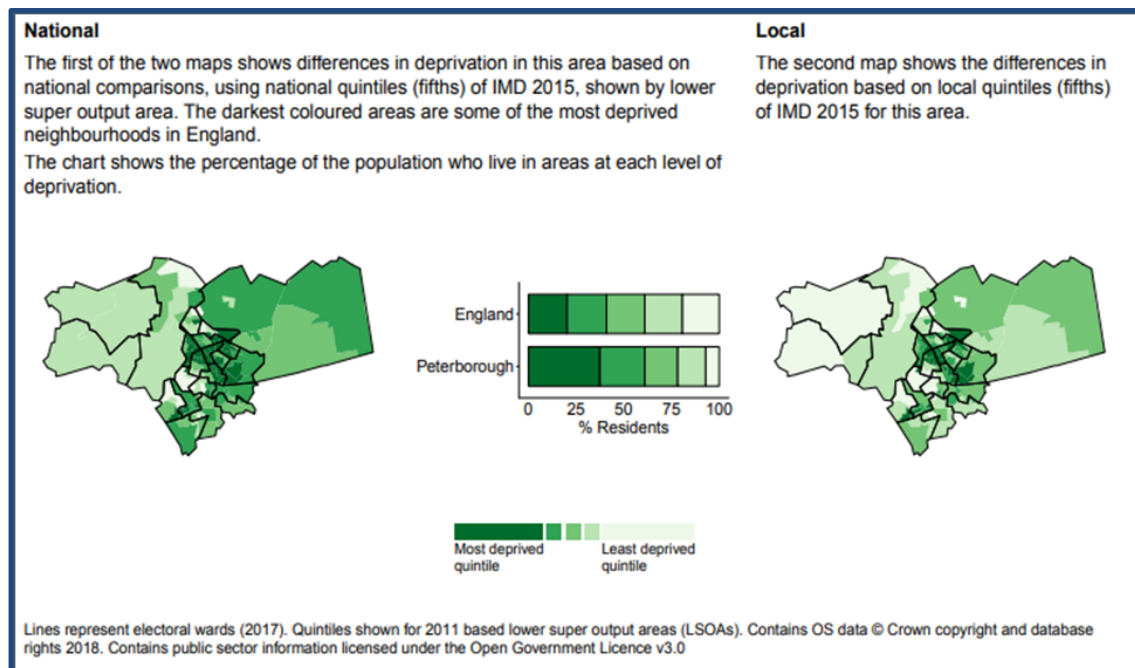 National
The first of the two maps shows differences in deprivation in this area based on
national comparisons, using national quintiles (fifths) of IMD 2015, shown by lower
super output area. The darkest coloured areas are some of the most deprived
neighbourhoods in England.
The chart shows the percentage of the population who live in areas at each level of
deprivation.
Local
The second map shows the differences in
deprivation based on local quintiles (fifths)
of IMD 2015 for this area.
England
Peterborough
0 25 50 75 100
% Residents
Most deprived
quintile
Least deprived
quintile
Lines represent electoral wards (2017). Quintiles shown for 2011 based lower super output areas (LSOAs). Contains OS data © Crown copyright and database
rights 2018. Contains public sector information licensed under the Open Government Licence v3.0